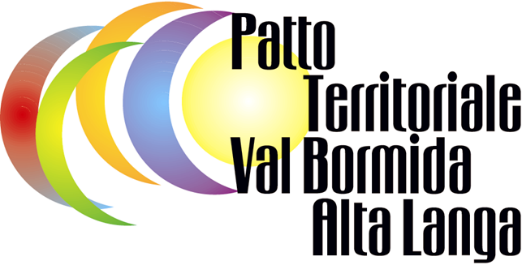 Patto
Territoriale
Val Bormida
Alta Langa